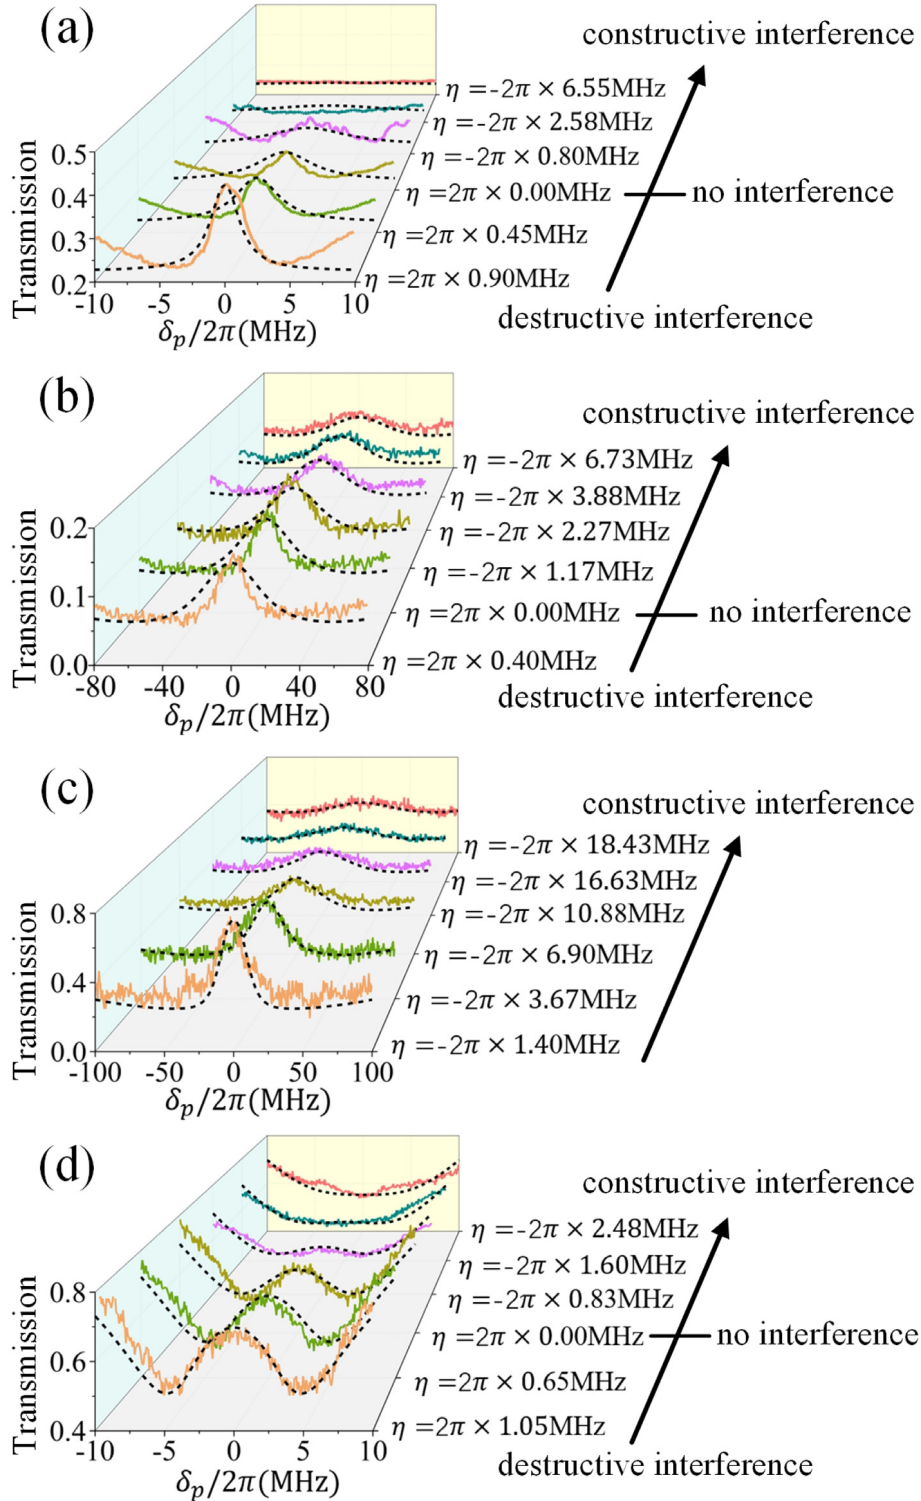 (a)
constructive interference
η = -2π × 6.55MHz
η = -2π × 2.58MHz
η = -2π × 0.80MHz
η = 2π × 0.00MHz
no interference
η = 2π × 0.45MHz
η = 2π × 0.90MHz
destructive interference
Transmission
0.5
0.4
0.3
0.2
-10 -5 0 5 10
δp/2π(MHz)
(b)
constructive interference
η = -2π × 6.73MHz
η = -2π × 3.88MHz
η = -2π × 2.27MHz
η = -2π × 1.17MHz
η = 2π × 0.00MHz
no interference
η = 2π × 0.40MHz
destructive interference
Transmission
0.2
0.1
0.0
-80 -40 0 40 80
δp/2π(MHz)
(c)
constructive interference
η = -2π × 18.43MHz
η = -2π × 16.63MHz
η = -2π × 10.88MHz
η = -2π × 6.90MHz
η = -2π × 3.67MHz
η = -2π × 1.40MHz
Transmission
0.8
0.4
0.0
-100 -50 0 50 100
δp/2π(MHz)
(d)
constructive interference
η = -2π × 2.48MHz
η = -2π × 1.60MHz
η = -2π × 0.83MHz
η = 2π × 0.00MHz
no interference
η = 2π × 0.65MHz
η = 2π × 1.05MHz
destructive interference
Transmission
0.8
0.6
0.4
-10 -5 0 5 10
δp/2π(MHz)